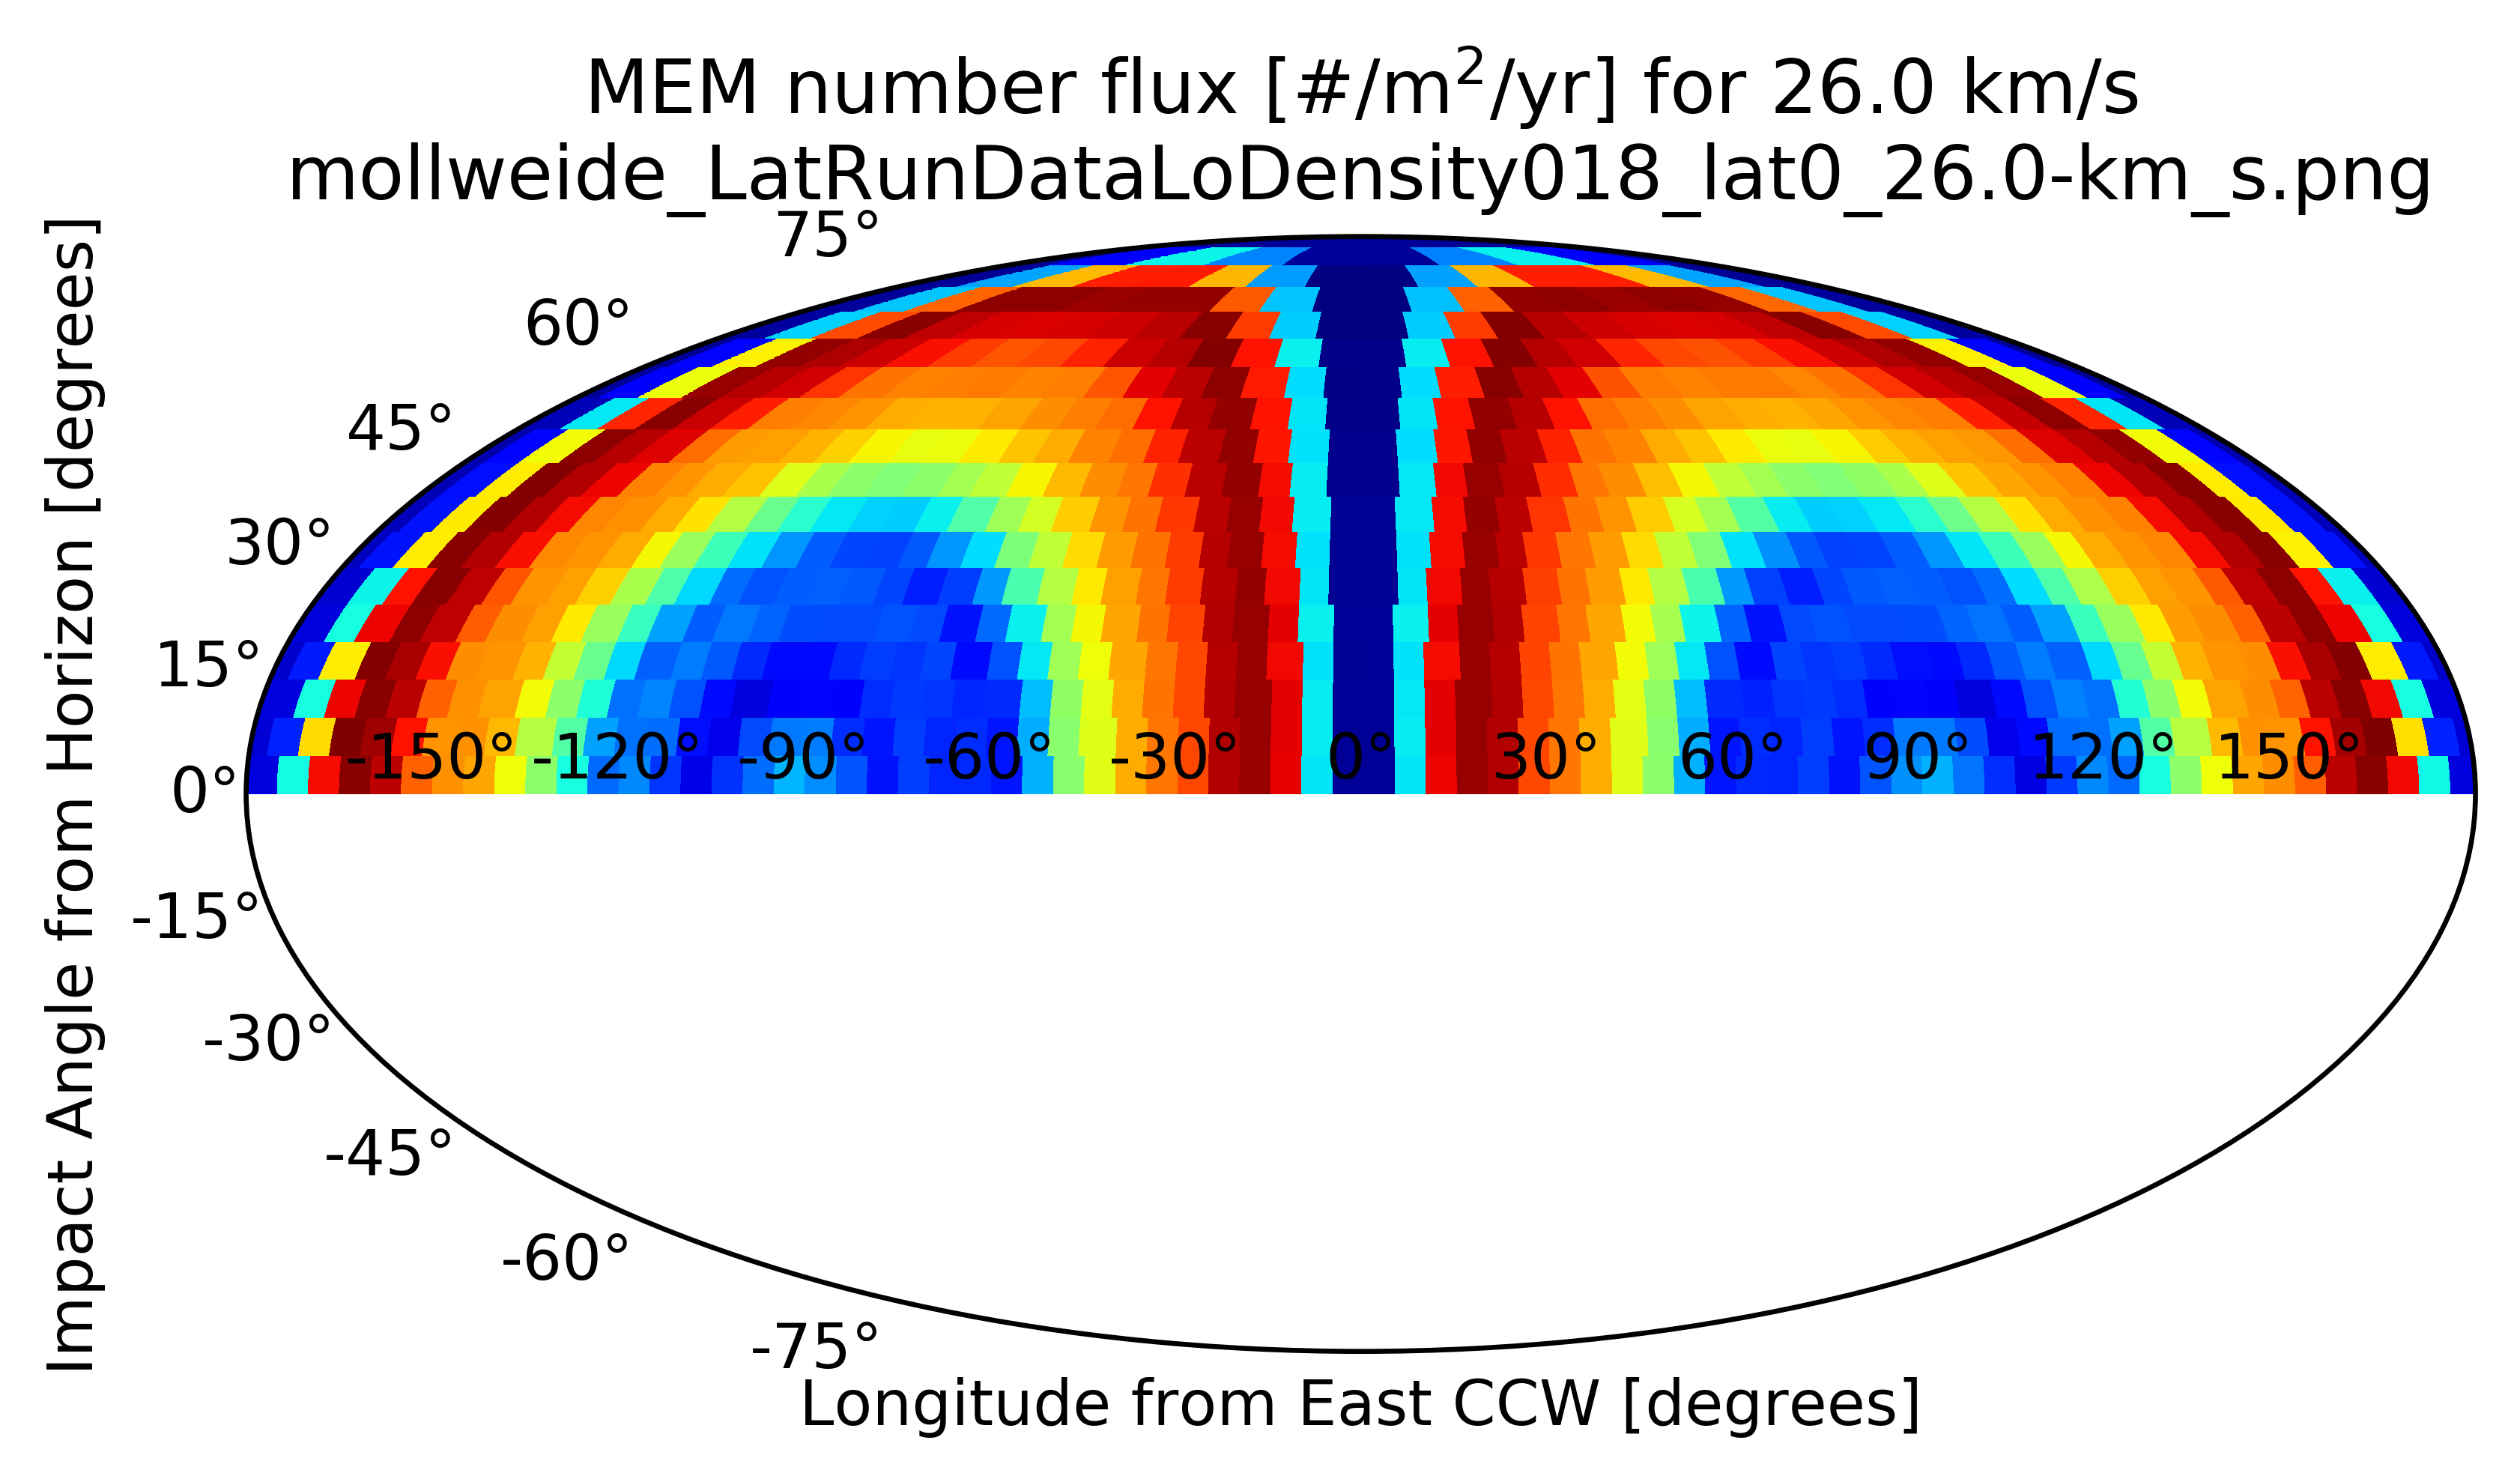 MEM number flux [#/m²/yr] for 26.0 km/s
mollweide_LatRunDataLoDensity018_lat0_26.0-km_s.png
Impact Angle from Horizon [degrees]
75°
60°
45°
30°
15°
0°
-15°
-30°
-45°
-60°
-75°
-150° -120° -90° -60° -30° 0° 30° 60° 90° 120° 150°
Longitude from East CCW [degrees]